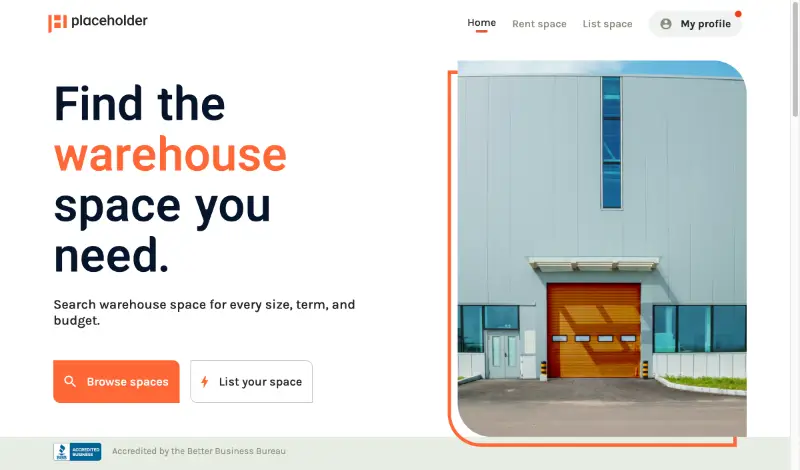 placeholder
Home
Rent space
List space
My profile
Find the
warehouse
space you
need.
Search warehouse space for every size, term, and
budget.
Browse spaces
List your space
BBB
ACCREDITED
BUSINESS
Accredited by the Better Business Bureau